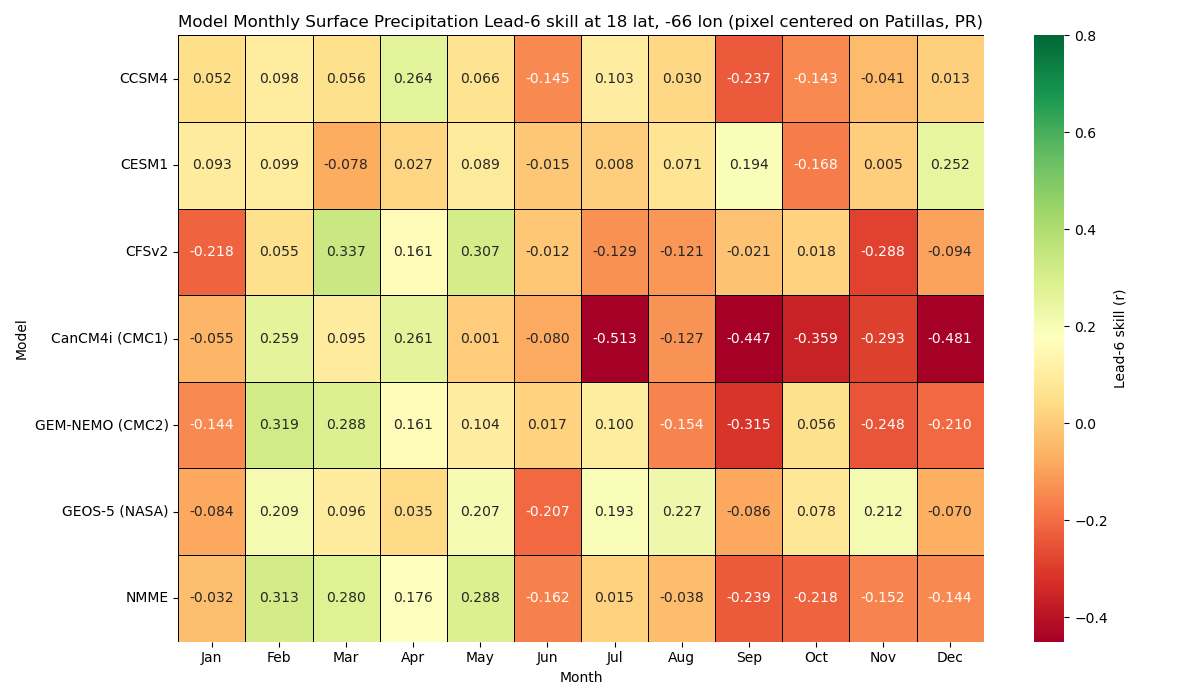 Model Monthly Surface Precipitation Lead-6 skill at 18 lat, -66 lon (pixel centered on Patillas, PR)
CCSM4 0.052 0.098 0.056 0.264 0.066 -0.145 0.103 0.030 -0.237 -0.143 -0.041 0.013
CESM1 0.093 0.099 -0.078 0.027 0.089 -0.015 0.008 0.071 0.194 -0.168 0.005 0.252
CFSv2 -0.218 0.055 0.337 0.161 0.307 -0.012 -0.129 -0.121 -0.021 0.018 -0.288 -0.094
CanCM4i (CMC1) -0.055 0.259 0.095 0.261 0.001 -0.080 -0.513 -0.127 -0.447 -0.359 -0.293 -0.481
GEM-NEMO (CMC2) -0.144 0.319 0.288 0.161 0.104 0.017 0.100 -0.154 -0.315 0.056 -0.248 -0.210
GEOS-5 (NASA) -0.084 0.209 0.096 0.035 0.207 -0.207 0.193 0.227 -0.086 0.078 0.212 -0.070
NMME -0.032 0.313 0.280 0.176 0.288 -0.162 0.015 -0.038 -0.239 -0.218 -0.152 -0.144
Jan Feb Mar Apr May Jun Jul Aug Sep Oct Nov Dec
Month
Model
0.8
0.6
0.4
0.2
0.0
−0.2
−0.4
Lead-6 skill (r)